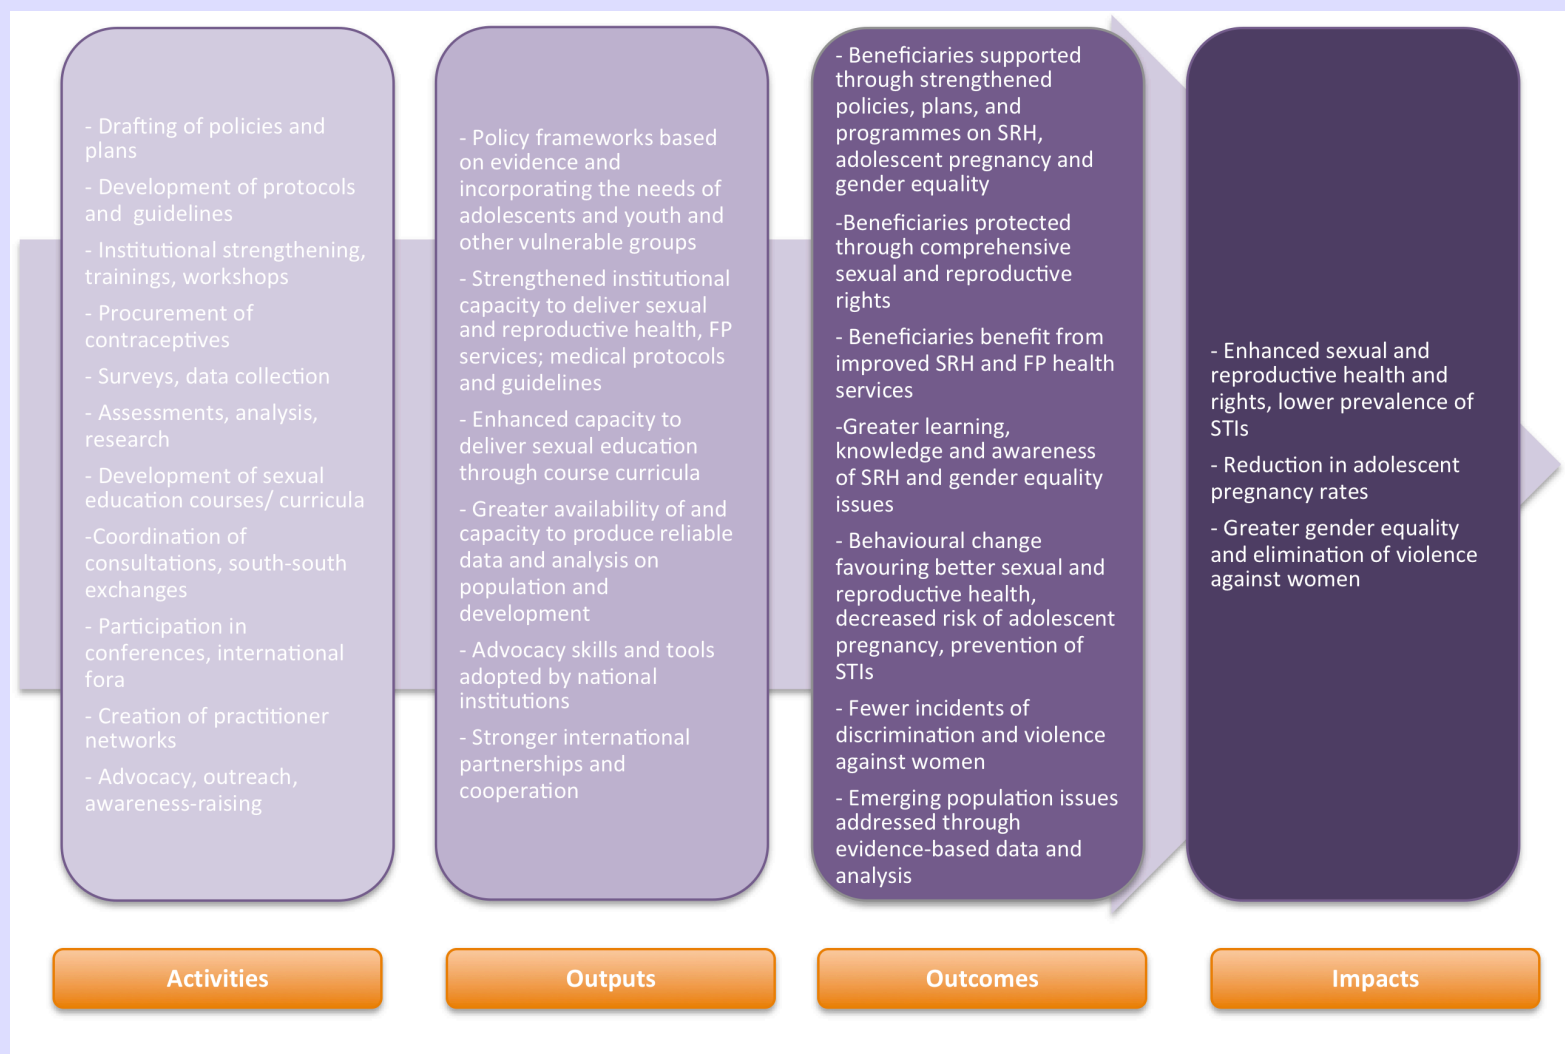 - Drafting of policies and
plans
- Development of protocols
and  guidelines
- Institutional strengthening,
trainings, workshops
- Procurement of
contraceptives
- Surveys, data collection
- Assessments, analysis,
research
- Development of sexual
education courses/ curricula
-Coordination of
consultations, south-south
exchanges
- Participation in
conferences, international
fora
- Creation of practitioner
networks
- Advocacy, outreach,
awareness-raising
- Policy frameworks based
on evidence and
incorporating the needs of
adolescents and youth and
other vulnerable groups
- Strengthened institutional
capacity to deliver sexual
and reproductive health, FP
services; medical protocols
and guidelines
- Enhanced capacity to
deliver sexual education
through course curricula
- Greater availability of and
capacity to produce reliable
data and analysis on
population and
development
- Advocacy skills and tools
adopted by national
institutions
- Stronger international
partnerships and
cooperation
- Beneficiaries supported
through strengthened
policies, plans, and
programmes on SRH,
adolescent pregnancy and
gender equality
-Beneficiaries protected
through comprehensive
sexual and reproductive
rights
- Beneficiaries benefit from
improved SRH and FP health
services
-Greater learning,
knowledge and awareness
of SRH and gender equality
issues
- Behavioural change
favouring better sexual and
reproductive health,
decreased risk of adolescent
pregnancy, prevention of
STIs
- Fewer incidents of
discrimination and violence
against women
- Emerging population issues
addressed through
evidence-based data and
analysis
- Enhanced sexual and
reproductive health and
rights, lower prevalence of
STIs
- Reduction in adolescent
pregnancy rates
- Greater gender equality
and elimination of violence
against women
Activities
Outputs
Outcomes
Impacts